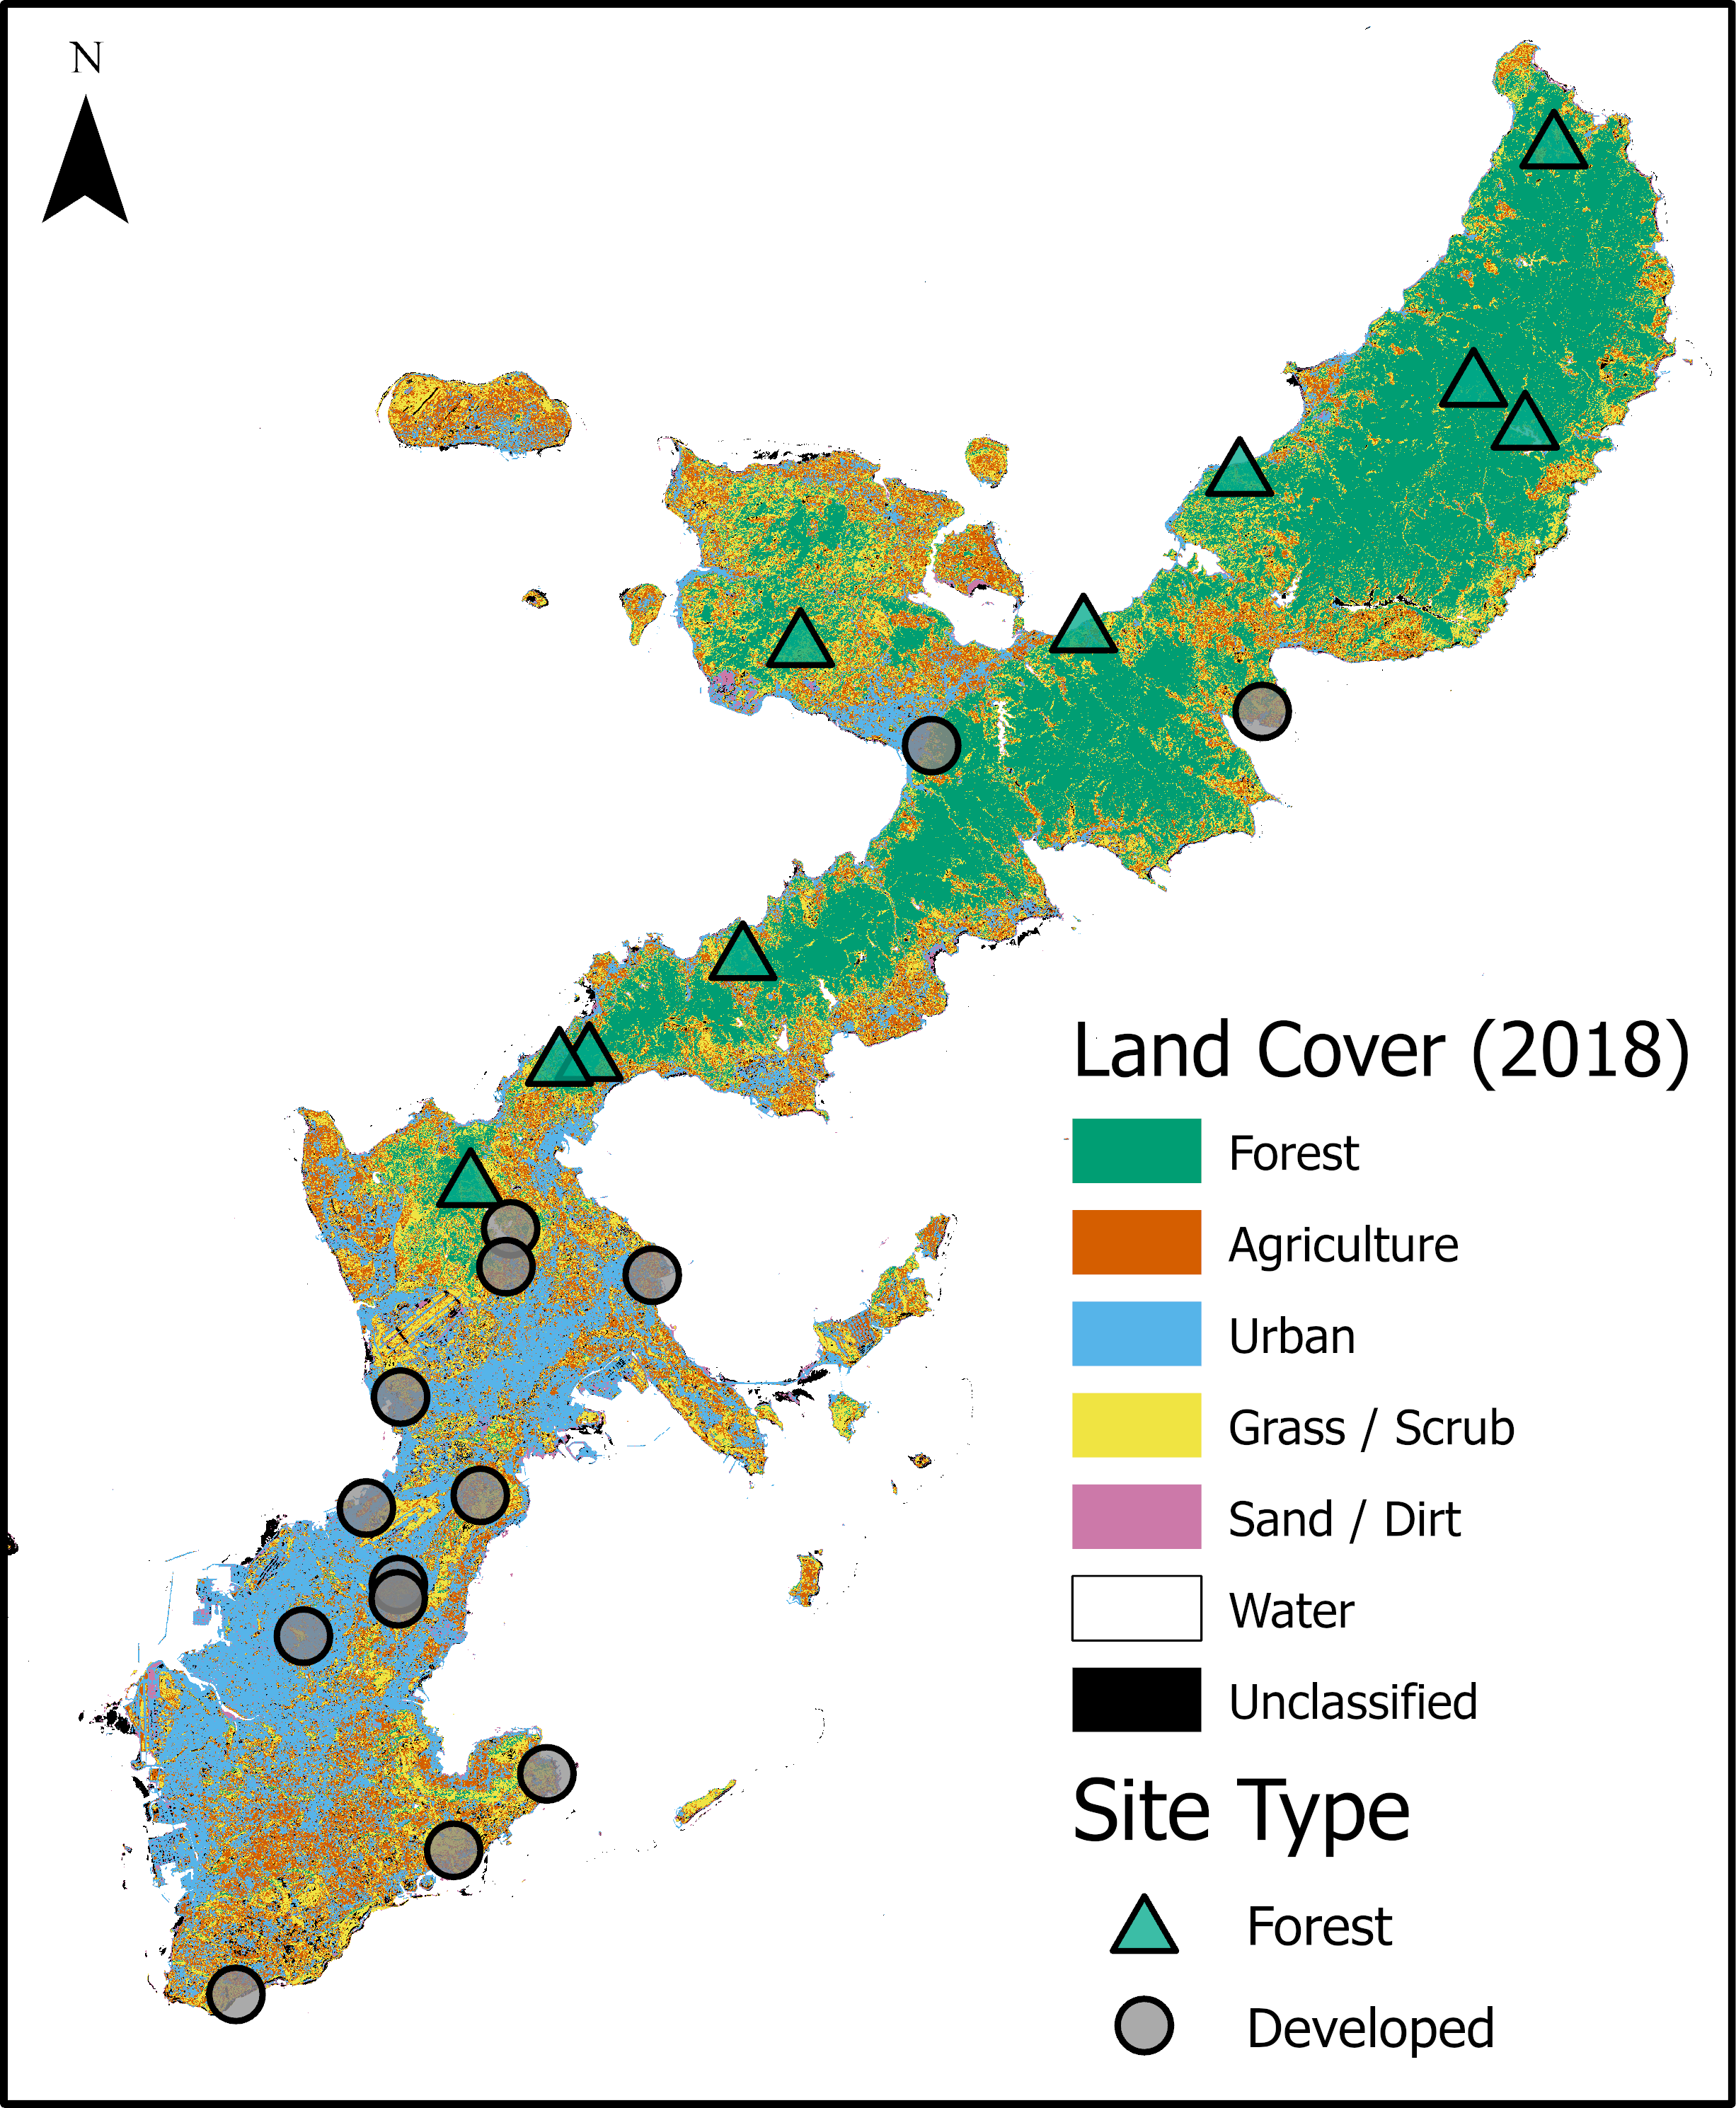 N
Land Cover (2018)
Forest
Agriculture
Urban
Grass / Scrub
Sand / Dirt
Water
Unclassified
Site Type
Forest
Developed